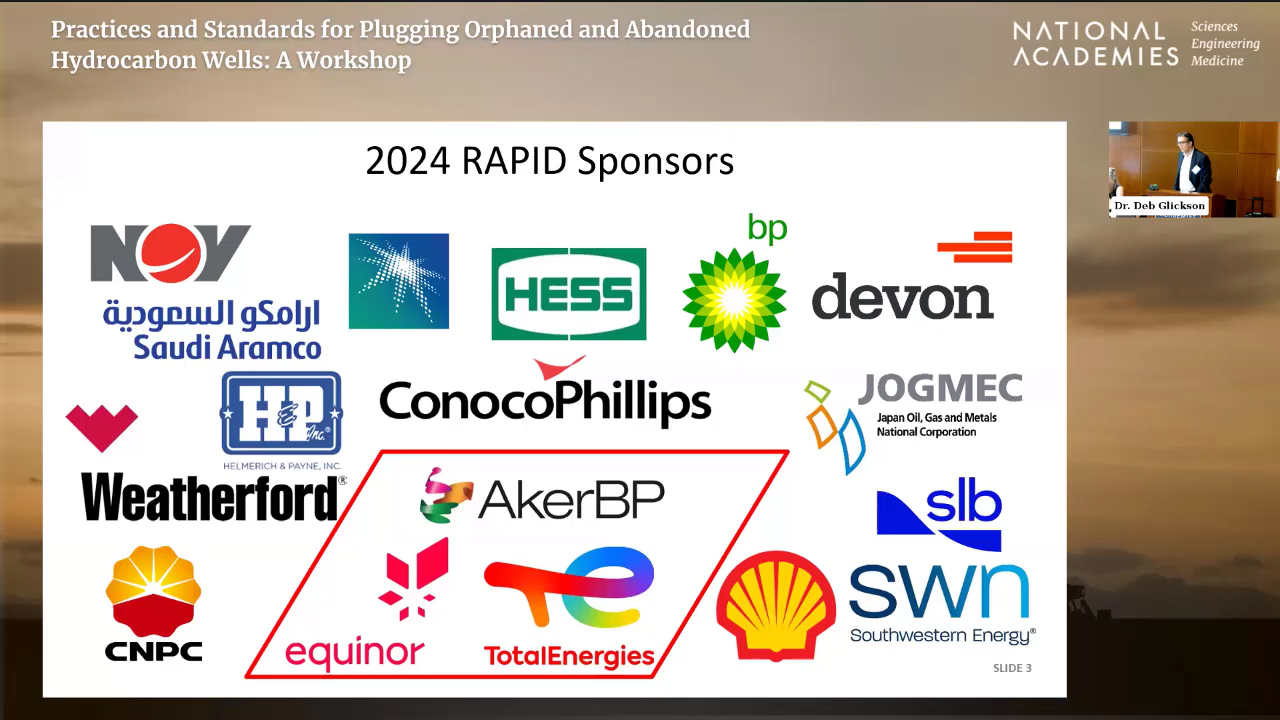 Practices and Standards for Plugging Orphaned and Abandoned
Hydrocarbon Wells: A Workshop
NATIONAL
ACADEMIES
Sciences
Engineering
Medicine
2024 RAPID Sponsors
NOV
ارامكو السعودية
Saudi Aramco
HESS
bp
devon
H&P
Inc.®
HELMERICH & PAYNE, INC.
ConocoPhillips
JOGMEC
Japan Oil, Gas and Metals
National Corporation
Weatherford®
AkerBP
slb
CNPC
equinor
TotalEnergies
swn
Southwestern Energy®
SLIDE 3
Dr. Deb Glickson